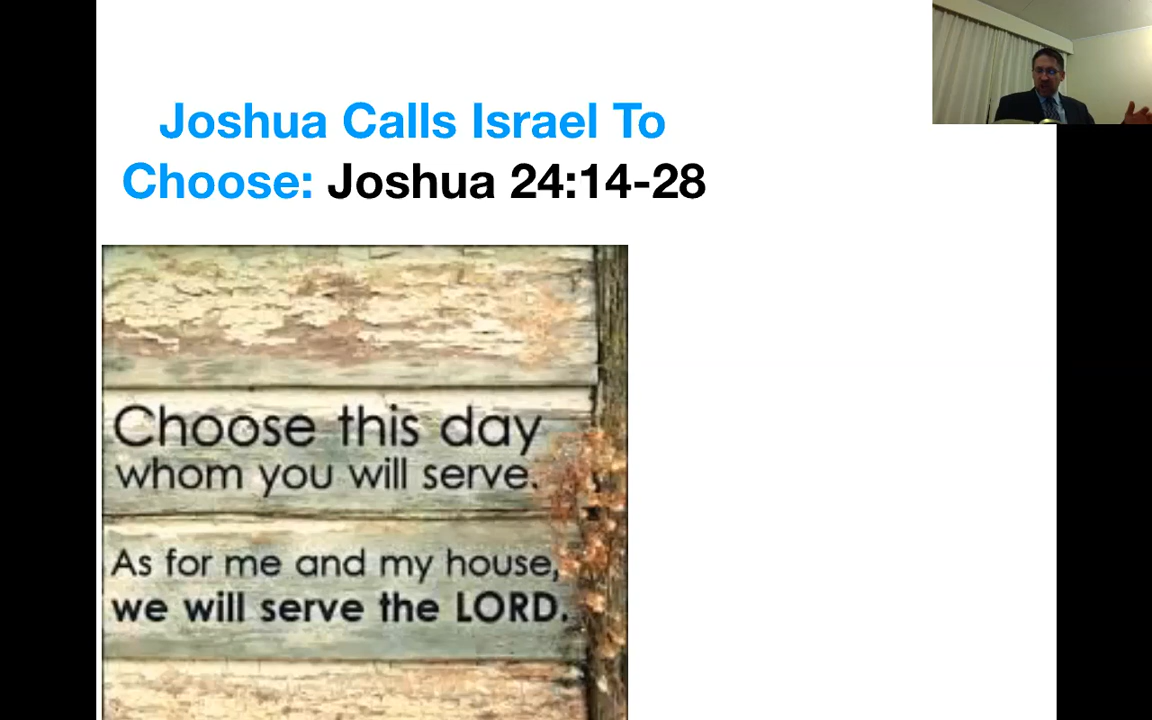 Joshua Calls Israel To
Choose: Joshua 24:14-28
Choose this day
whom you will serve.
As for me and my house,
we will serve the LORD.